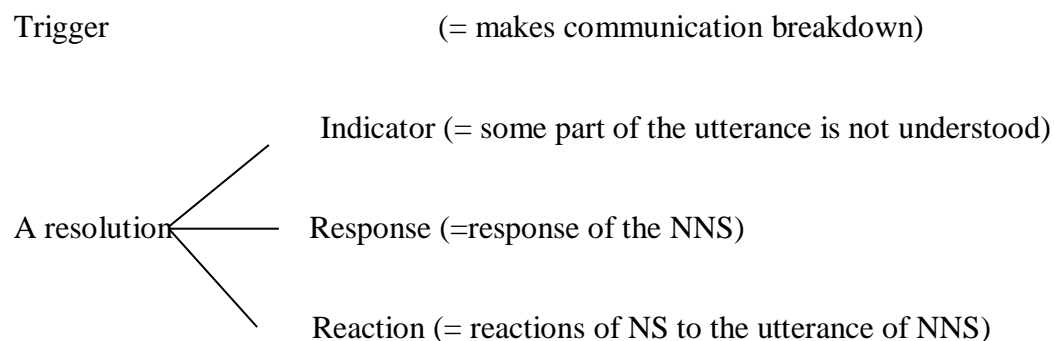 Trigger (= makes communication breakdown)
Indicator (= some part of the utterance is not understood)
A resolution Response (=response of the NNS)
Reaction (= reactions of NS to the utterance of NNS)